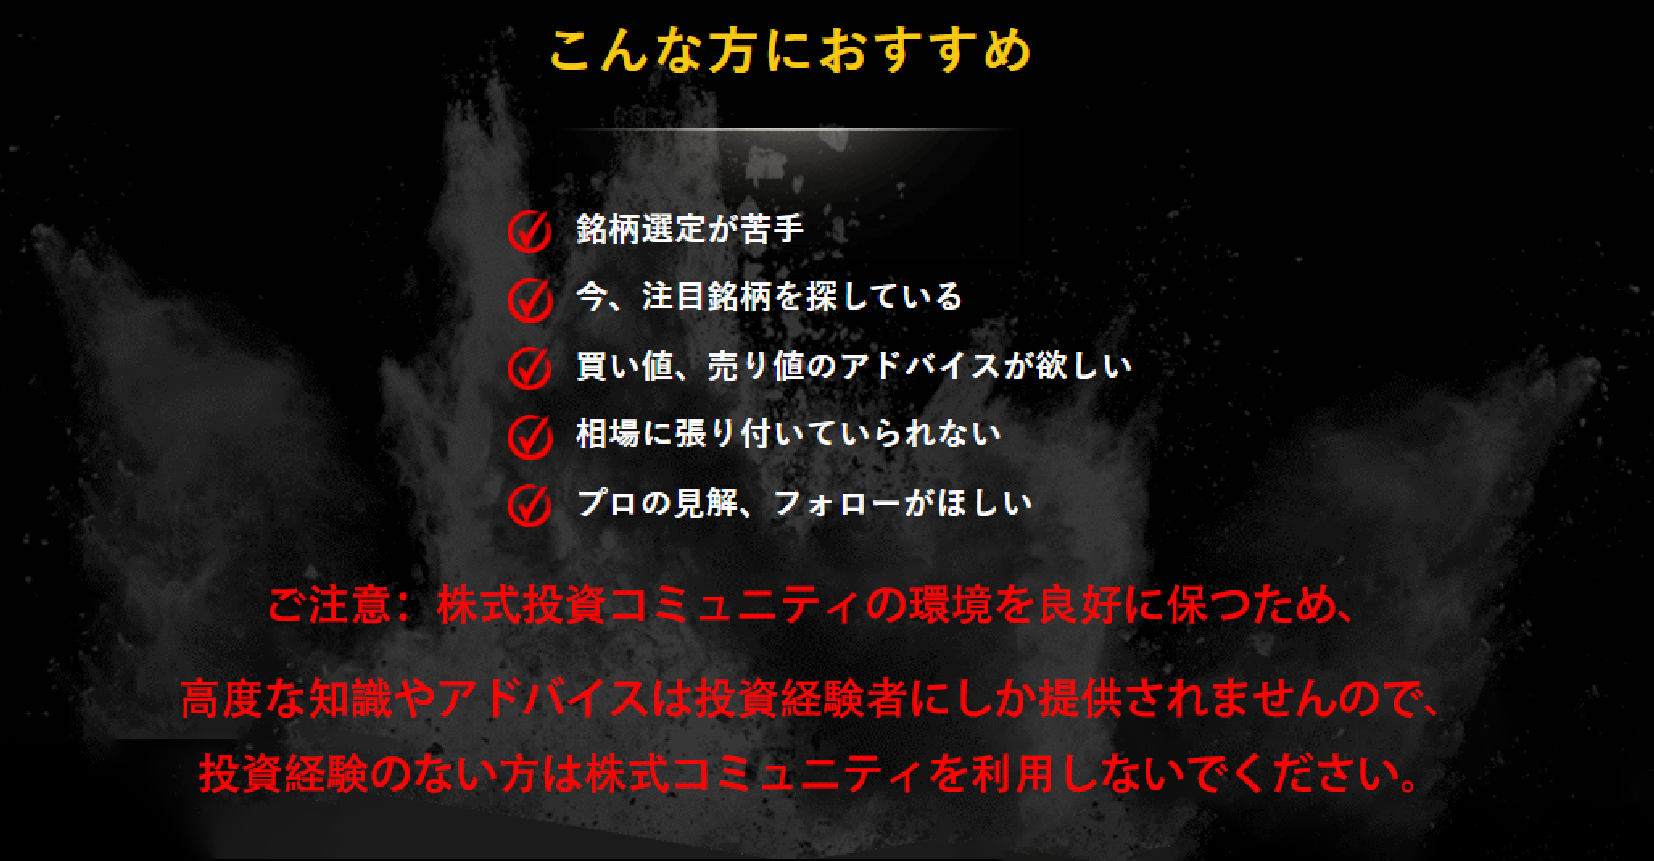 こんな方におすすめ
銘柄選定が苦手
今、注目銘柄を探している
買い値、売り値のアドバイスが欲しい
相場に張り付いていられない
プロの見解、フォローがほしい
ご注意：株式投資コミュニティの環境を良好に保つため、
高度な知識やアドバイスは投資経験者にしか提供されませんので、
投資経験のない方は株式コミュニティを利用しないでください。